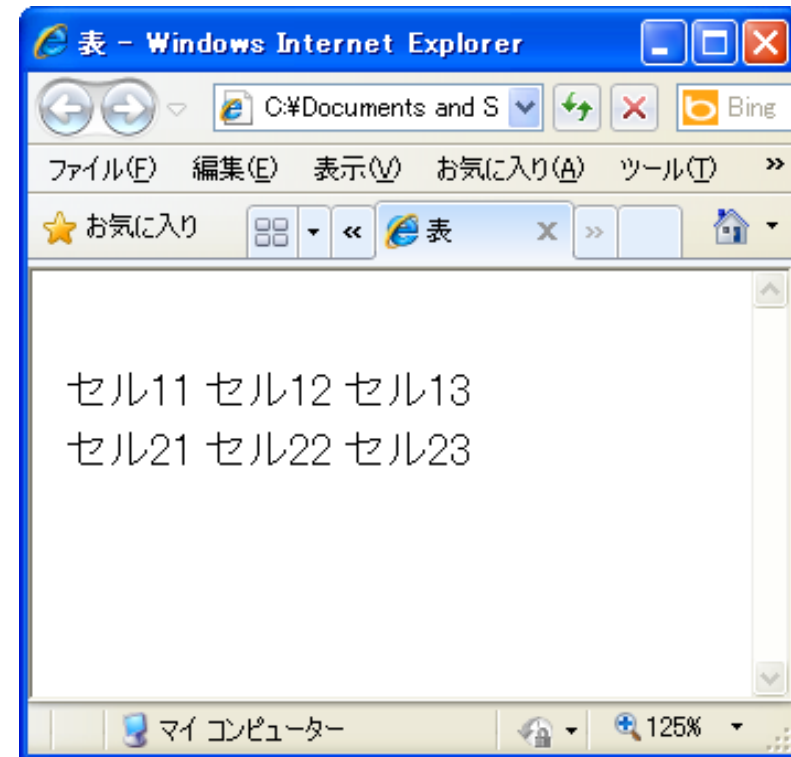 表 - Windows Internet Explorer
C:¥Documents and S
Bing
ファイル(F) 編集(E) 表示(V) お気に入り(A) ツール(T) »
お気に入り « 表 X »
セル11 セル12 セル13
セル21 セル22 セル23
マイ コンピューター 125%